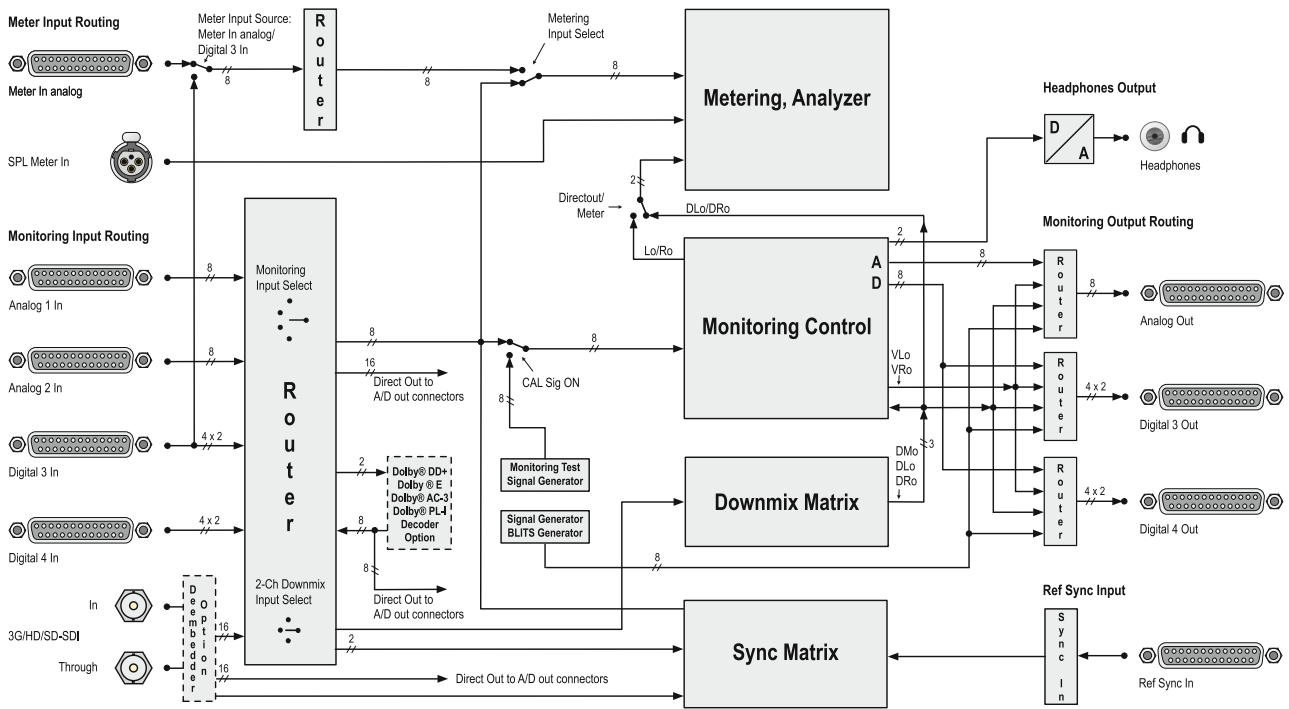 Meter Input Routing
Meter Input Source:
Meter In analog/
Digital 3 In
Router
Metering
Input Select
8
8
8
Meter In analog
Metering, Analyzer
Headphones Output
D
A
Headphones
SPL Meter In
2
Directout/
Meter
DLo/DRo
Lo/Ro
Monitoring Input Routing
Monitoring Output Routing
8
Analog 1 In
Monitoring
Input Select
2
A
8
D
8
Monitoring Control
Router
8
Analog Out
8
Analog 2 In
8
16
Direct Out to
A/D out connectors
CAL Sig ON
8
8
VLo
VRo
Router
4 x 2
Digital 3 Out
Router
4 x 2
Digital 3 In
2
Dolby® DD+
Dolby ® E
Dolby® AC-3
Dolby® PL-I
Decoder
Option
8
8
Direct Out to
A/D out connectors
Monitoring Test
Signal Generator
Signal Generator
BLITS Generator
8
3
DMo
DLo
DRo
Downmix Matrix
Router
4 x 2
Digital 4 Out
4 x 2
Digital 4 In
2-Ch Downmix
Input Select
2
In
3G/HD/SD-SDI
Through
Deembedder
Option
16
16
Direct Out to A/D out connectors
Sync Matrix
Ref Sync Input
Sync In
Ref Sync In